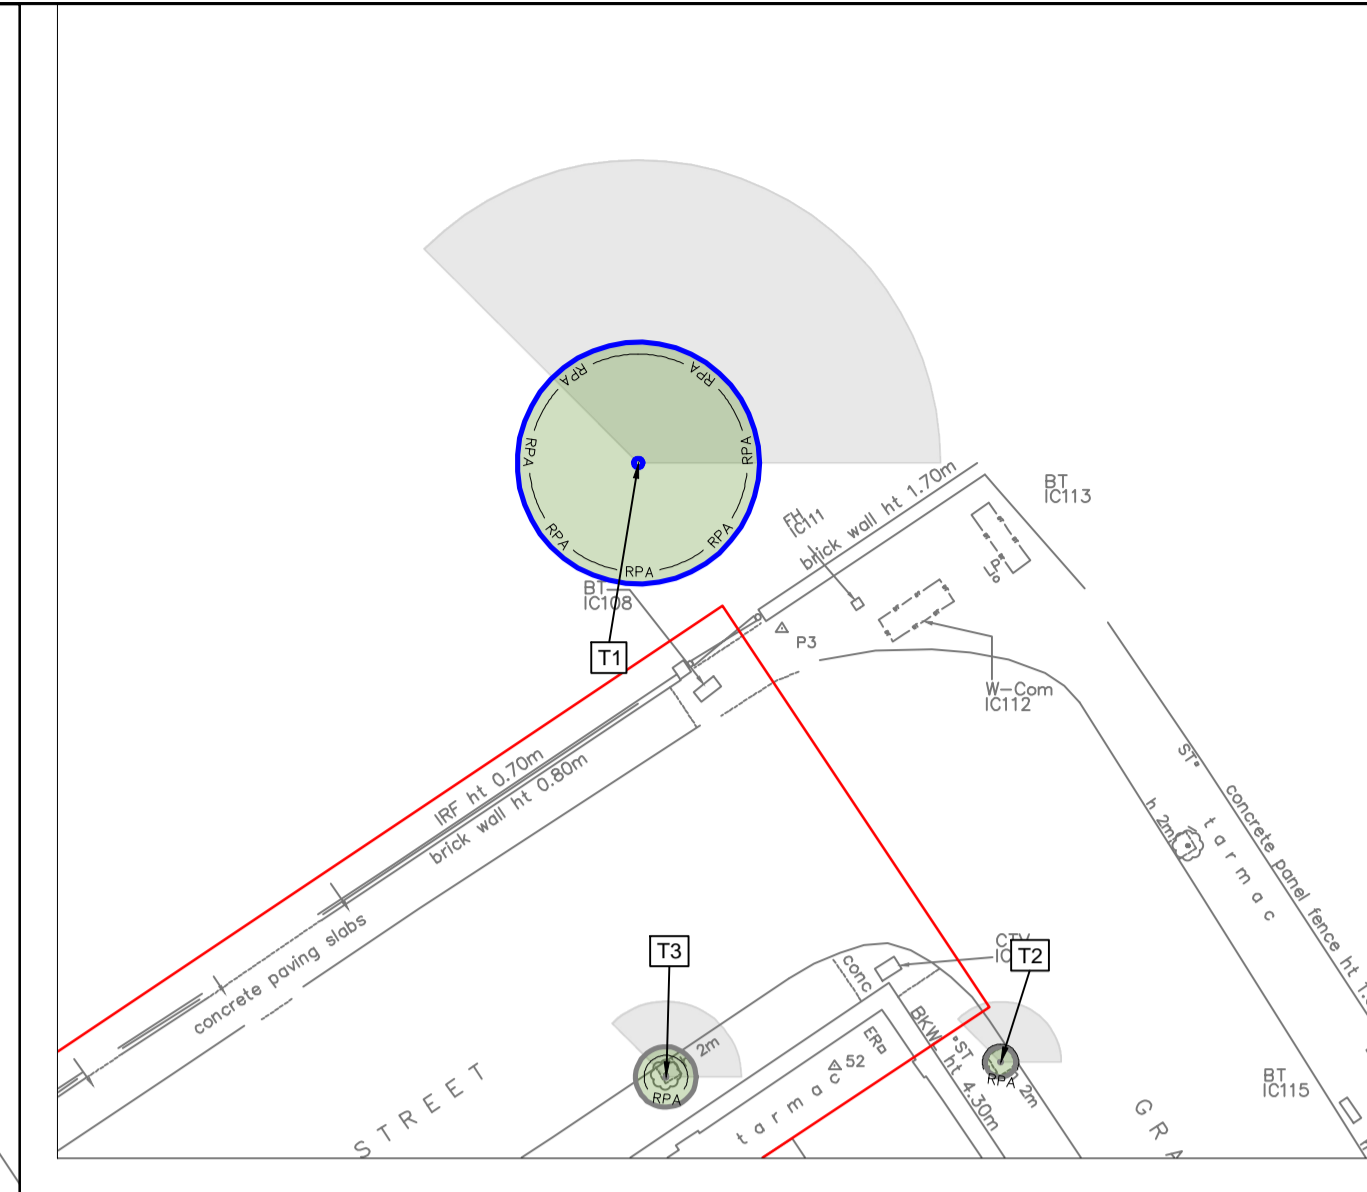 RPA
RPA
RPA
RPA
RPA
RPA
RPA
BT
IC113
FH
IC111
brick wall ht 1.70m
BT
IC108
T1
P3
W-Com
IC112
IRF ht 0.70m
brick wall ht 0.80m
concrete paving slabs
ST
h 2m
tarmac
concrete panel fence ht 1.
T3
T2
conc
BKW ht 4.30m
ST
ER
52
2m
RPA
RPA
2m
tarmac
STREET
BT
IC115
GRA